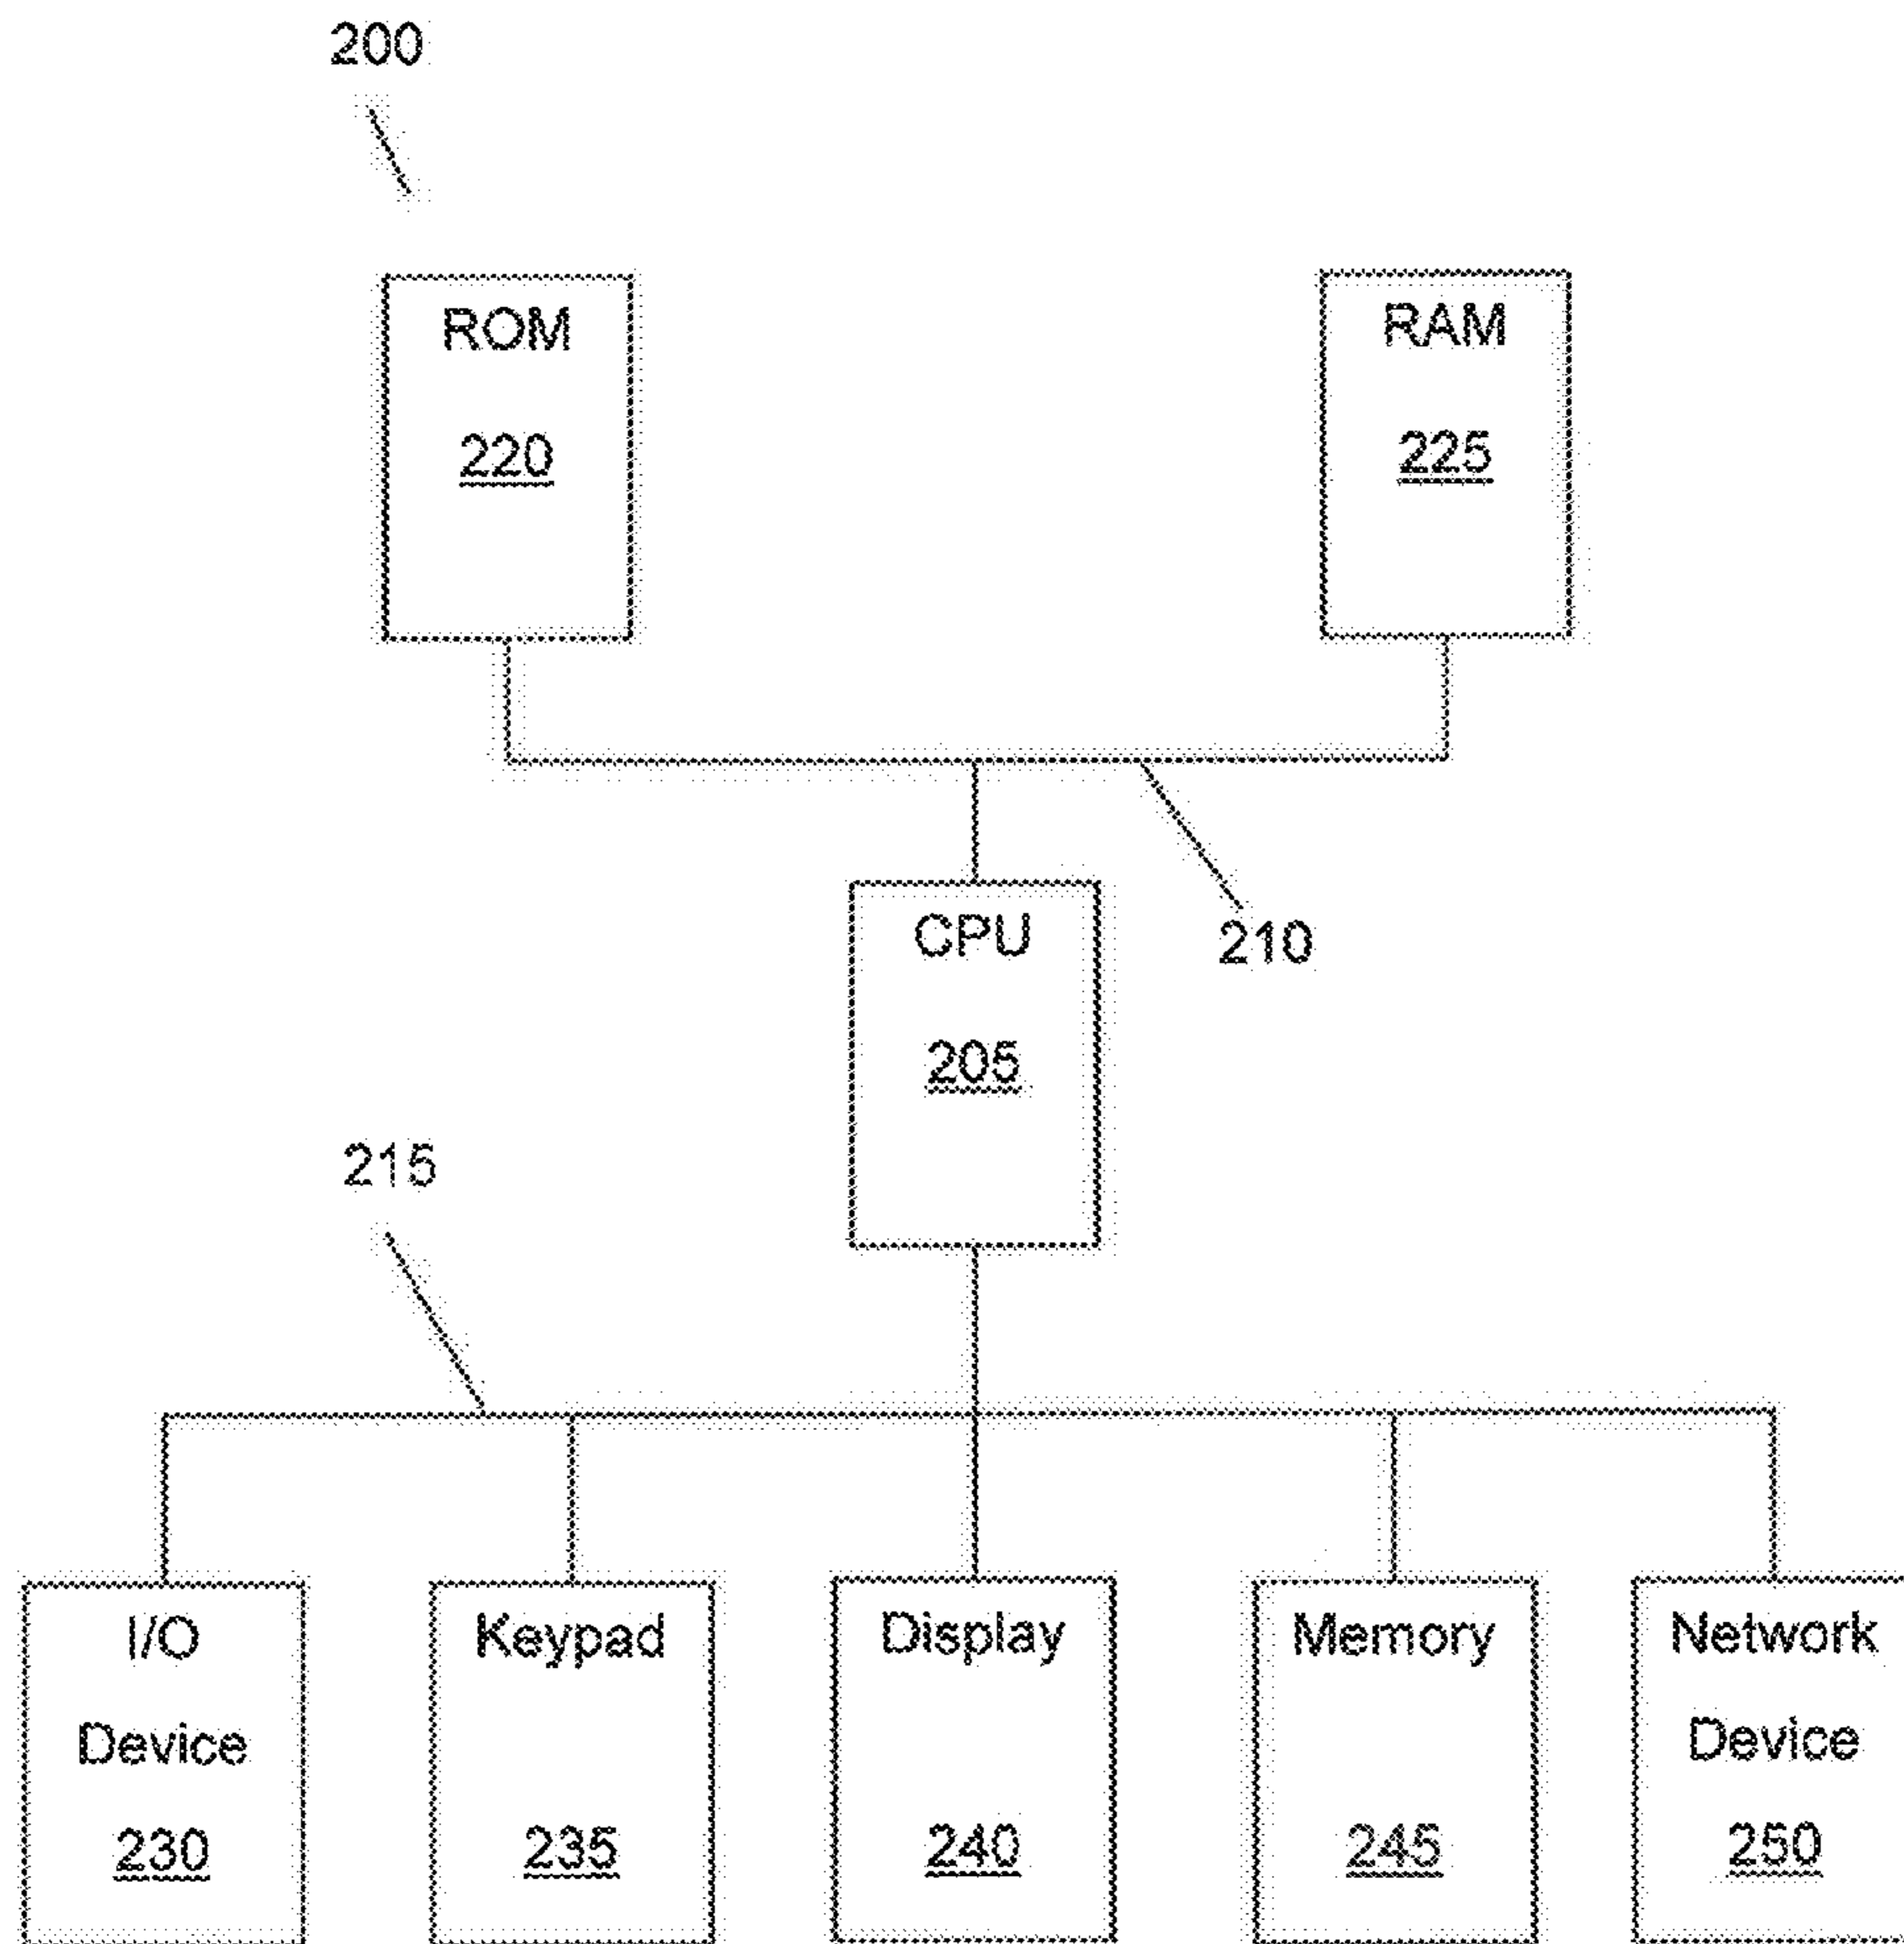 200
ROM
220
RAM
225
210
CPU
205
215
I/O
Device
230
Keypad
235
Display
240
Memory
245
Network
Device
250